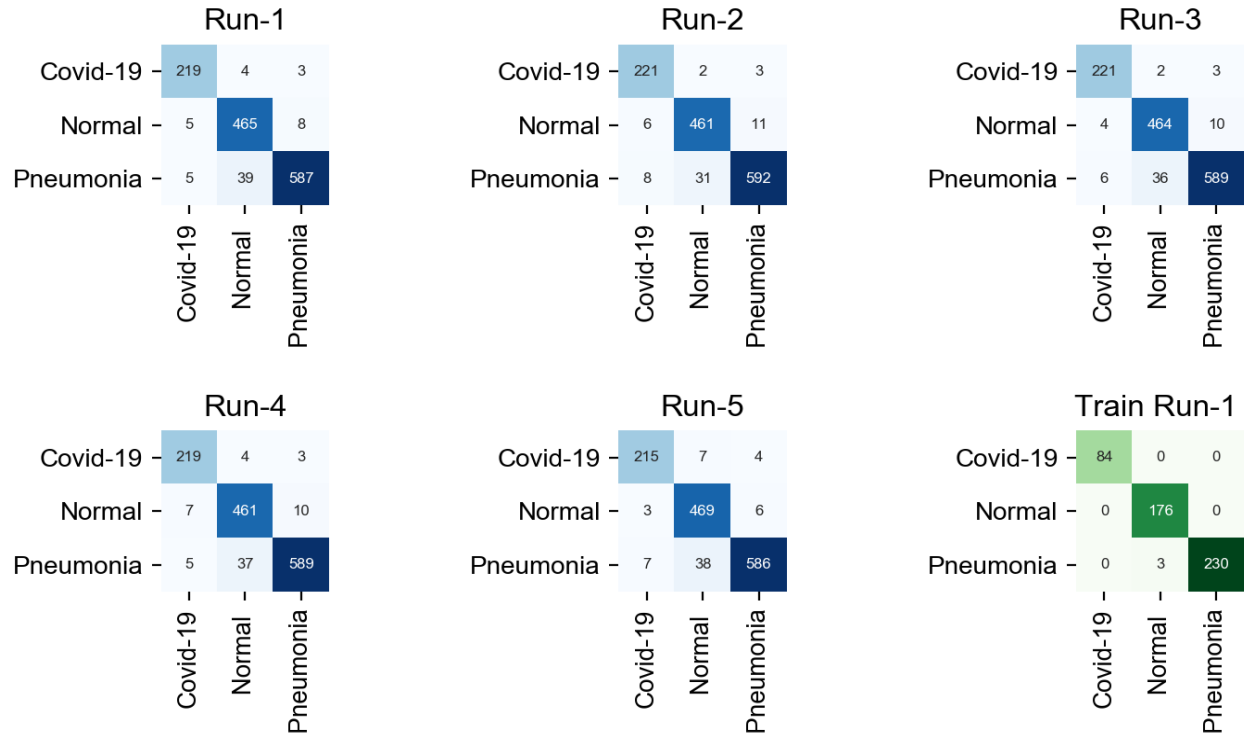 Run-1
Covid-19 219 4 3
Normal 5 465 8
Pneumonia 5 39 587
Covid-19
Normal
Pneumonia
Run-2
Covid-19 221 2 3
Normal 6 461 11
Pneumonia 8 31 592
Covid-19
Normal
Pneumonia
Run-3
Covid-19 221 2 3
Normal 4 464 10
Pneumonia 6 36 589
Covid-19
Normal
Pneumonia
Run-4
Covid-19 219 4 3
Normal 7 461 10
Pneumonia 5 37 589
Covid-19
Normal
Pneumonia
Run-5
Covid-19 215 7 4
Normal 3 469 6
Pneumonia 7 38 586
Covid-19
Normal
Pneumonia
Train Run-1
Covid-19 84 0 0
Normal 0 176 0
Pneumonia 0 3 230
Covid-19
Normal
Pneumonia